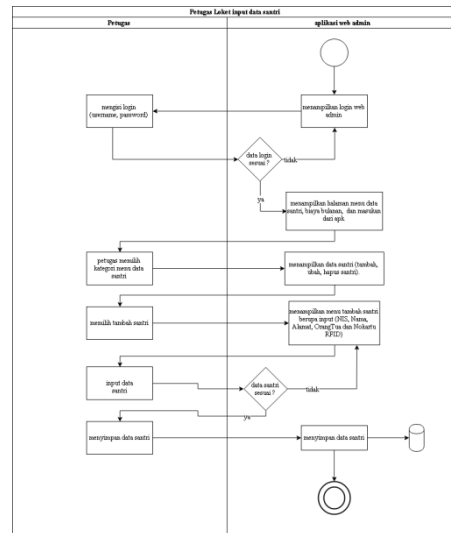 Petugas Loket input data santri
Petugas
aplikasi web admin
mengisi login
(username, password)
menampilkan login web
admin
data login
sesuai ?
tidak
ya
menampilkan halaman menu data
santri, biaya bulanan, dan masukan
dari apk
petugas memilih
kategori menu data
santri
menampilkan data santri (tambah,
ubah, hapus santri).
memilih tambah santri
menampilkan menu tambah santri
berupa input (NIS, Nama,
Alamat, OrangTua dan Nokartu
RFID)
input data
santri
data santri
sesuai ?
tidak
ya
menyimpan data santri
menyimpan data santri